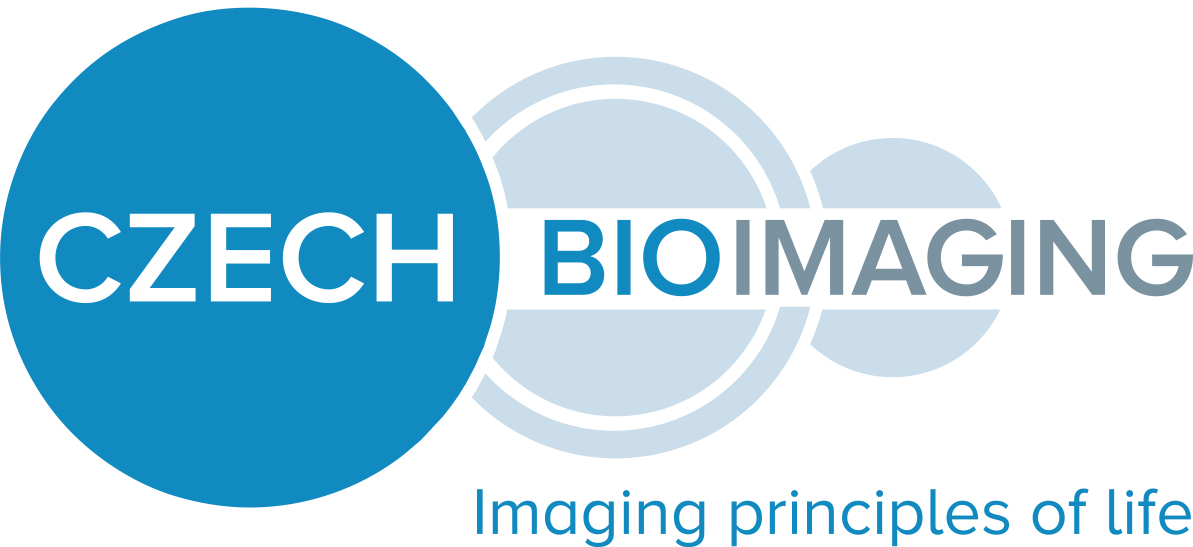 CZECH BIOIMAGING
Imaging principles of life